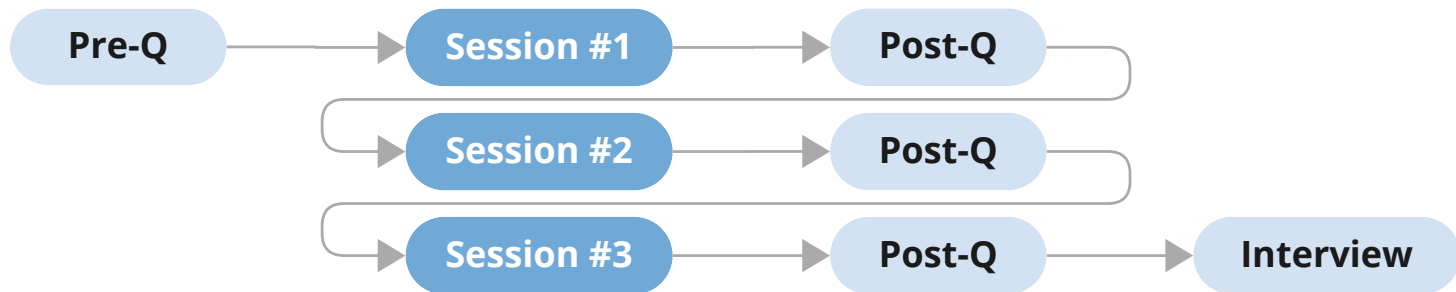 Pre-Q
Session #1
Post-Q
Session #2
Post-Q
Session #3
Post-Q
Interview